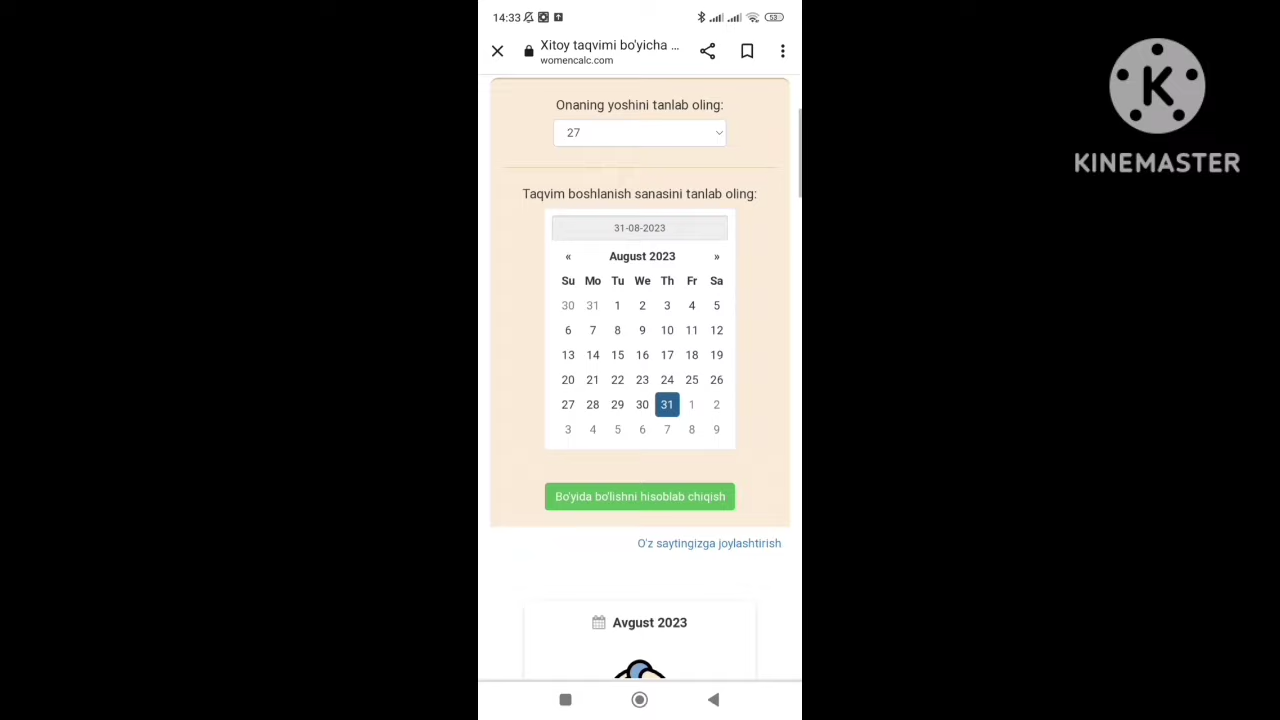 14:33
53
Xitoy taqvimi bo'yicha ...
womencalc.com
K
KINEMASTER
Onaning yoshini tanlab oling:
27
Taqvim boshlanish sanasini tanlab oling:
31-08-2023
« August 2023 »
Su Mo Tu We Th Fr Sa
30 31 1 2 3 4 5
6 7 8 9 10 11 12
13 14 15 16 17 18 19
20 21 22 23 24 25 26
27 28 29 30 31 1 2
3 4 5 6 7 8 9
Bo'yida bo'lishni hisoblab chiqish
O'z saytingizga joylashtirish
Avgust 2023